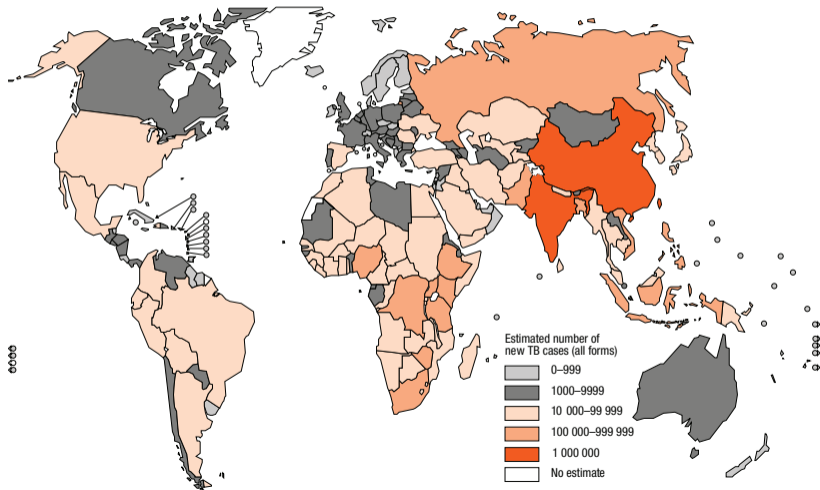 Estimated number of
new TB cases (all forms)
0–999
1000–9999
10 000–99 999
100 000–999 999
1 000 000
No estimate